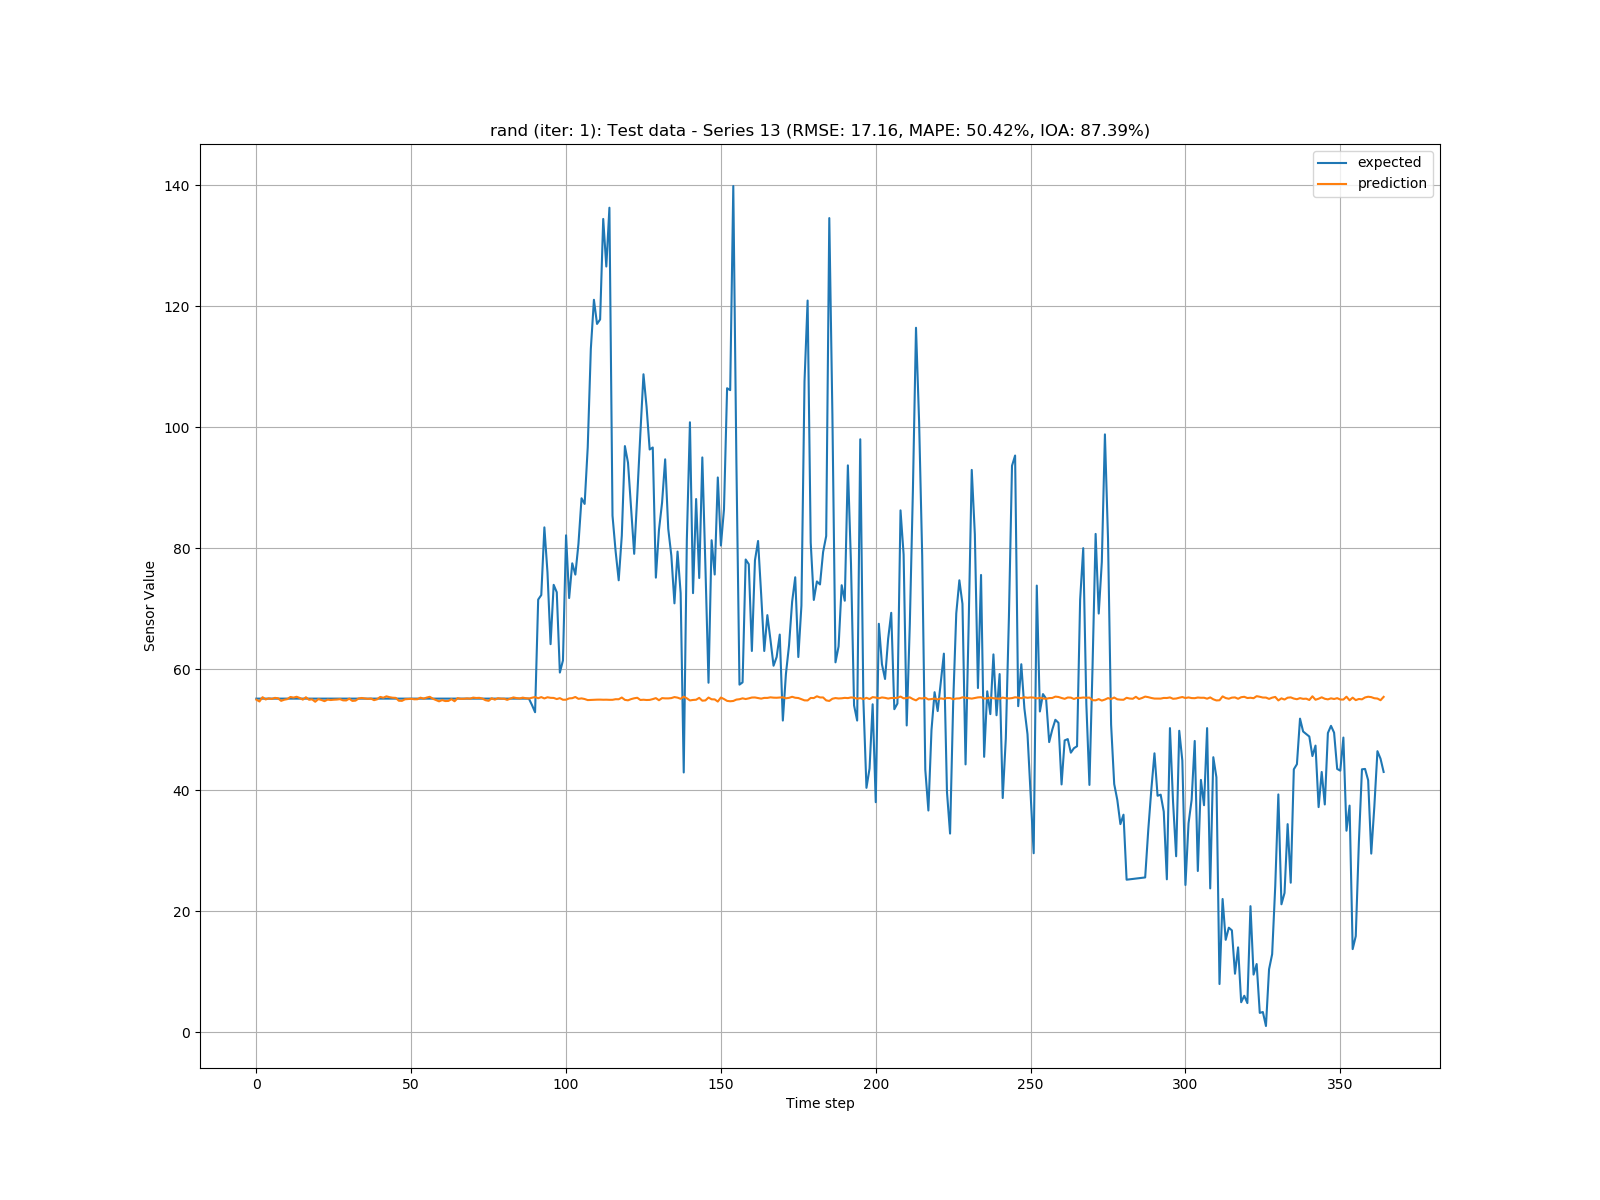 rand (iter: 1): Test data - Series 13 (RMSE: 17.16, MAPE: 50.42%, IOA: 87.39%)
expected
prediction
140
120
100
80
60
40
20
0
Sensor Value
0 50 100 150 200 250 300 350
Time step